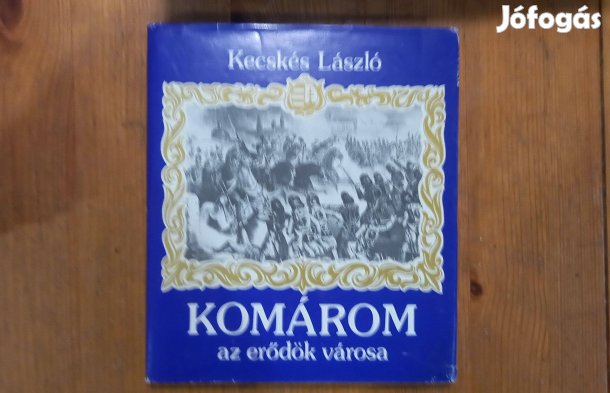 Jófogás
Kecskés László
KOMÁROM
az erődök városa